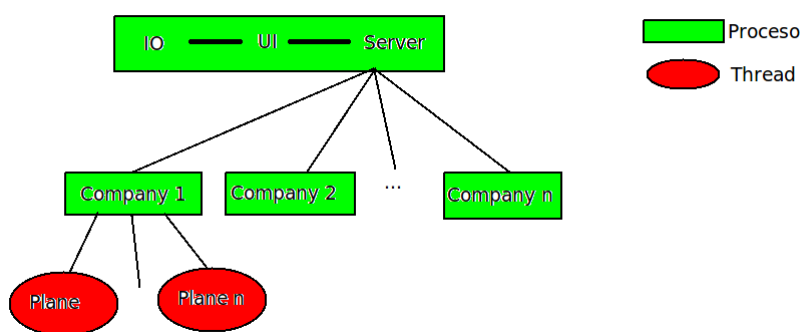 IO UI Server
Proceso
Thread
Company 1 Company 2 ... Company n
Plane Plane n